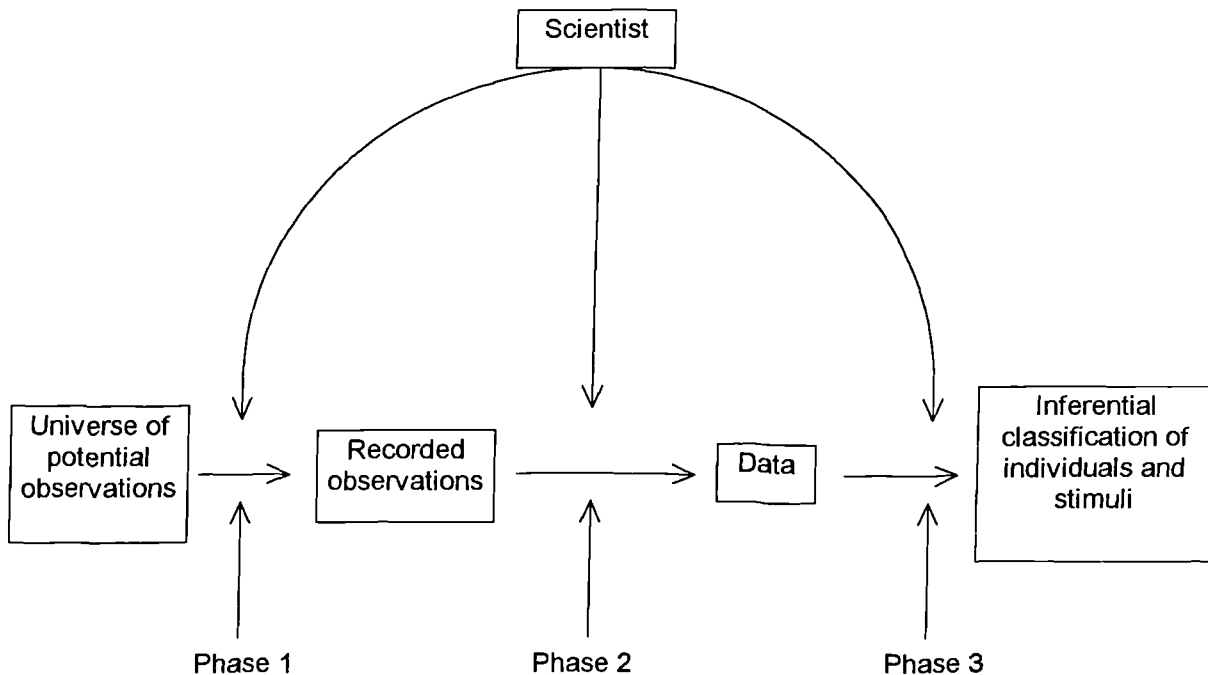 Scientist
Universe of
potential
observations
Recorded
observations
Data
Inferential
classification of
individuals and
stimuli
Phase 1
Phase 2
Phase 3